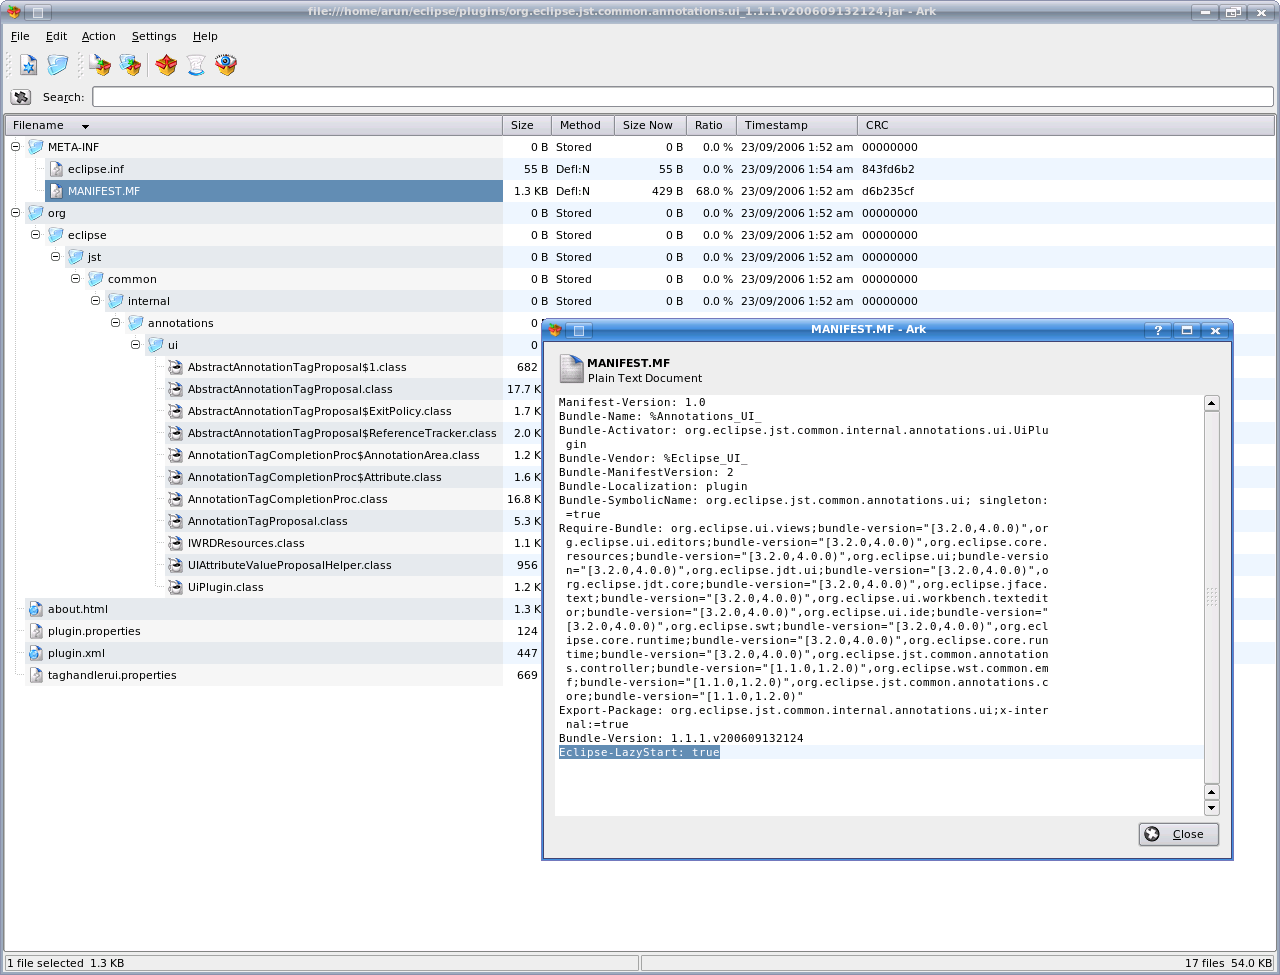 file:///home/arun/eclipse/plugins/org.eclipse.jst.common.annotations.ui_1.1.1.v200609132124.jar - Ark
File Edit Action Settings Help
Search:
Filename Size Method Size Now Ratio Timestamp CRC
META-INF 0 B Stored 0 B 0.0 % 23/09/2006 1:52 am 00000000
eclipse.inf 55 B Defl:N 55 B 0.0 % 23/09/2006 1:54 am 843fd6b2
MANIFEST.MF 1.3 KB Defl:N 429 B 68.0 % 23/09/2006 1:52 am d6b235cf
org 0 B Stored 0 B 0.0 % 23/09/2006 1:52 am 00000000
eclipse 0 B Stored 0 B 0.0 % 23/09/2006 1:52 am 00000000
jst 0 B Stored 0 B 0.0 % 23/09/2006 1:52 am 00000000
common 0 B Stored 0 B 0.0 % 23/09/2006 1:52 am 00000000
internal 0 B Stored 0 B 0.0 % 23/09/2006 1:52 am 00000000
annotations 0
ui 0
AbstractAnnotationTagProposal$1.class 682
AbstractAnnotationTagProposal.class 17.7 K
AbstractAnnotationTagProposal$ExitPolicy.class 1.7 K
AbstractAnnotationTagProposal$ReferenceTracker.class 2.0 K
AnnotationTagCompletionProc$AnnotationArea.class 1.2 K
AnnotationTagCompletionProc$Attribute.class 1.6 K
AnnotationTagCompletionProc.class 16.8 K
AnnotationTagProposal.class 5.3 K
IWRDResources.class 1.1 K
UIAttributeValueProposalHelper.class 956
UiPlugin.class 1.2 K
about.html 1.3 K
plugin.properties 124
plugin.xml 447
taghandlerui.properties 669
MANIFEST.MF - Ark
MANIFEST.MF
Plain Text Document
Manifest-Version: 1.0
Bundle-Name: %Annotations_UI_
Bundle-Activator: org.eclipse.jst.common.internal.annotations.ui.UiPlu
gin
Bundle-Vendor: %Eclipse_UI_
Bundle-ManifestVersion: 2
Bundle-Localization: plugin
Bundle-SymbolicName: org.eclipse.jst.common.annotations.ui; singleton:
=true
Require-Bundle: org.eclipse.ui.views;bundle-version="[3.2.0,4.0.0)",or
g.eclipse.ui.editors;bundle-version="[3.2.0,4.0.0)",org.eclipse.core.
resources;bundle-version="[3.2.0,4.0.0)",org.eclipse.ui;bundle-versio
n="[3.2.0,4.0.0)",org.eclipse.jdt.ui;bundle-version="[3.2.0,4.0.0)",o
rg.eclipse.jdt.core;bundle-version="[3.2.0,4.0.0)",org.eclipse.jface.
text;bundle-version="[3.2.0,4.0.0)",org.eclipse.ui.workbench.textedit
or;bundle-version="[3.2.0,4.0.0)",org.eclipse.ui.ide;bundle-version="
[3.2.0,4.0.0)",org.eclipse.swt;bundle-version="[3.2.0,4.0.0)",org.ecl
ipse.core.runtime;bundle-version="[3.2.0,4.0.0)",org.eclipse.core.run
time;bundle-version="[3.2.0,4.0.0)",org.eclipse.jst.common.annotation
s.controller;bundle-version="[1.1.0,1.2.0)",org.eclipse.wst.common.em
f;bundle-version="[1.1.0,1.2.0)",org.eclipse.jst.common.annotations.c
ore;bundle-version="[1.1.0,1.2.0)"
Export-Package: org.eclipse.jst.common.internal.annotations.ui;x-inter
nal:=true
Bundle-Version: 1.1.1.v200609132124
Eclipse-LazyStart: true
Close
1 file selected 1.3 KB
17 files 54.0 KB